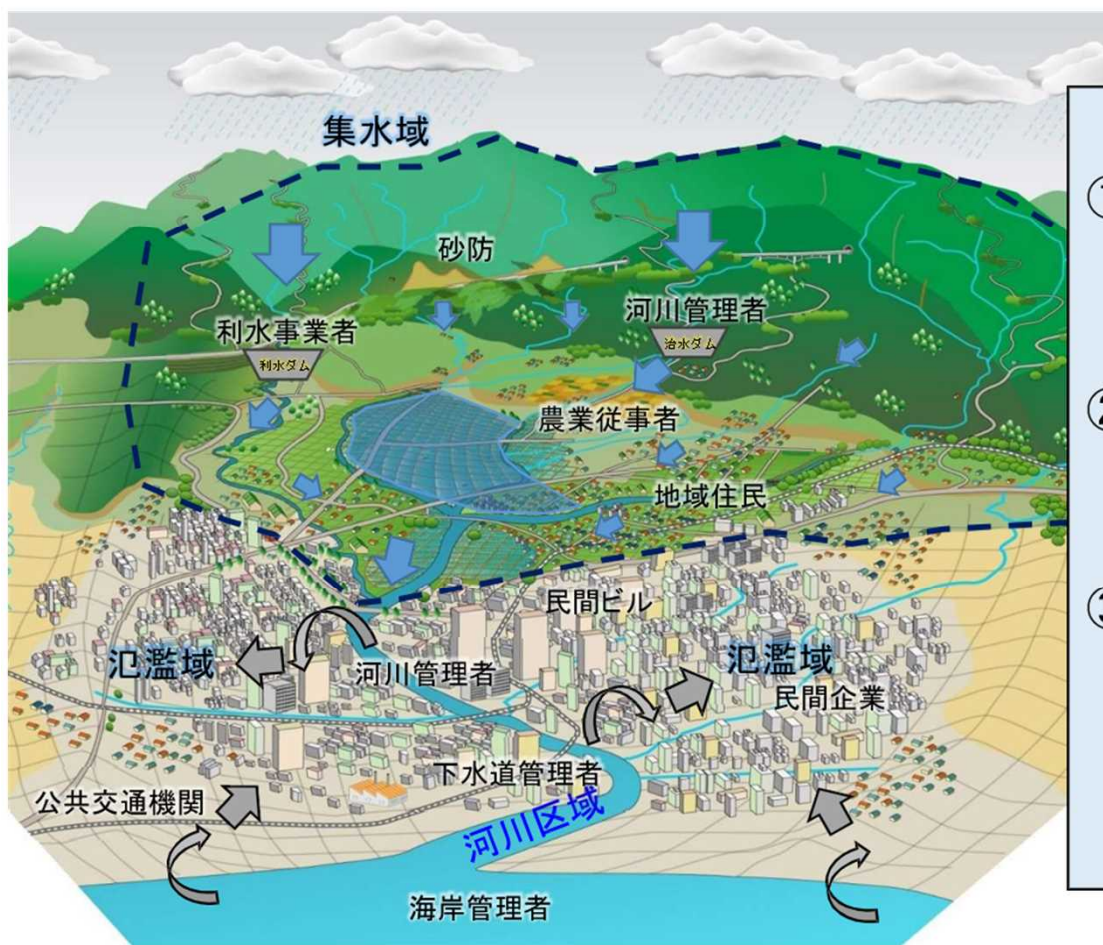 集水域
①
砂防
河川管理者
利水事業者
治水ダム
利水ダム
②
農業従事者
地域住民
民間ビル
③
氾濫域
河川管理者
氾濫域
民間企業
下水道管理者
公共交通機関
河川区域
海岸管理者